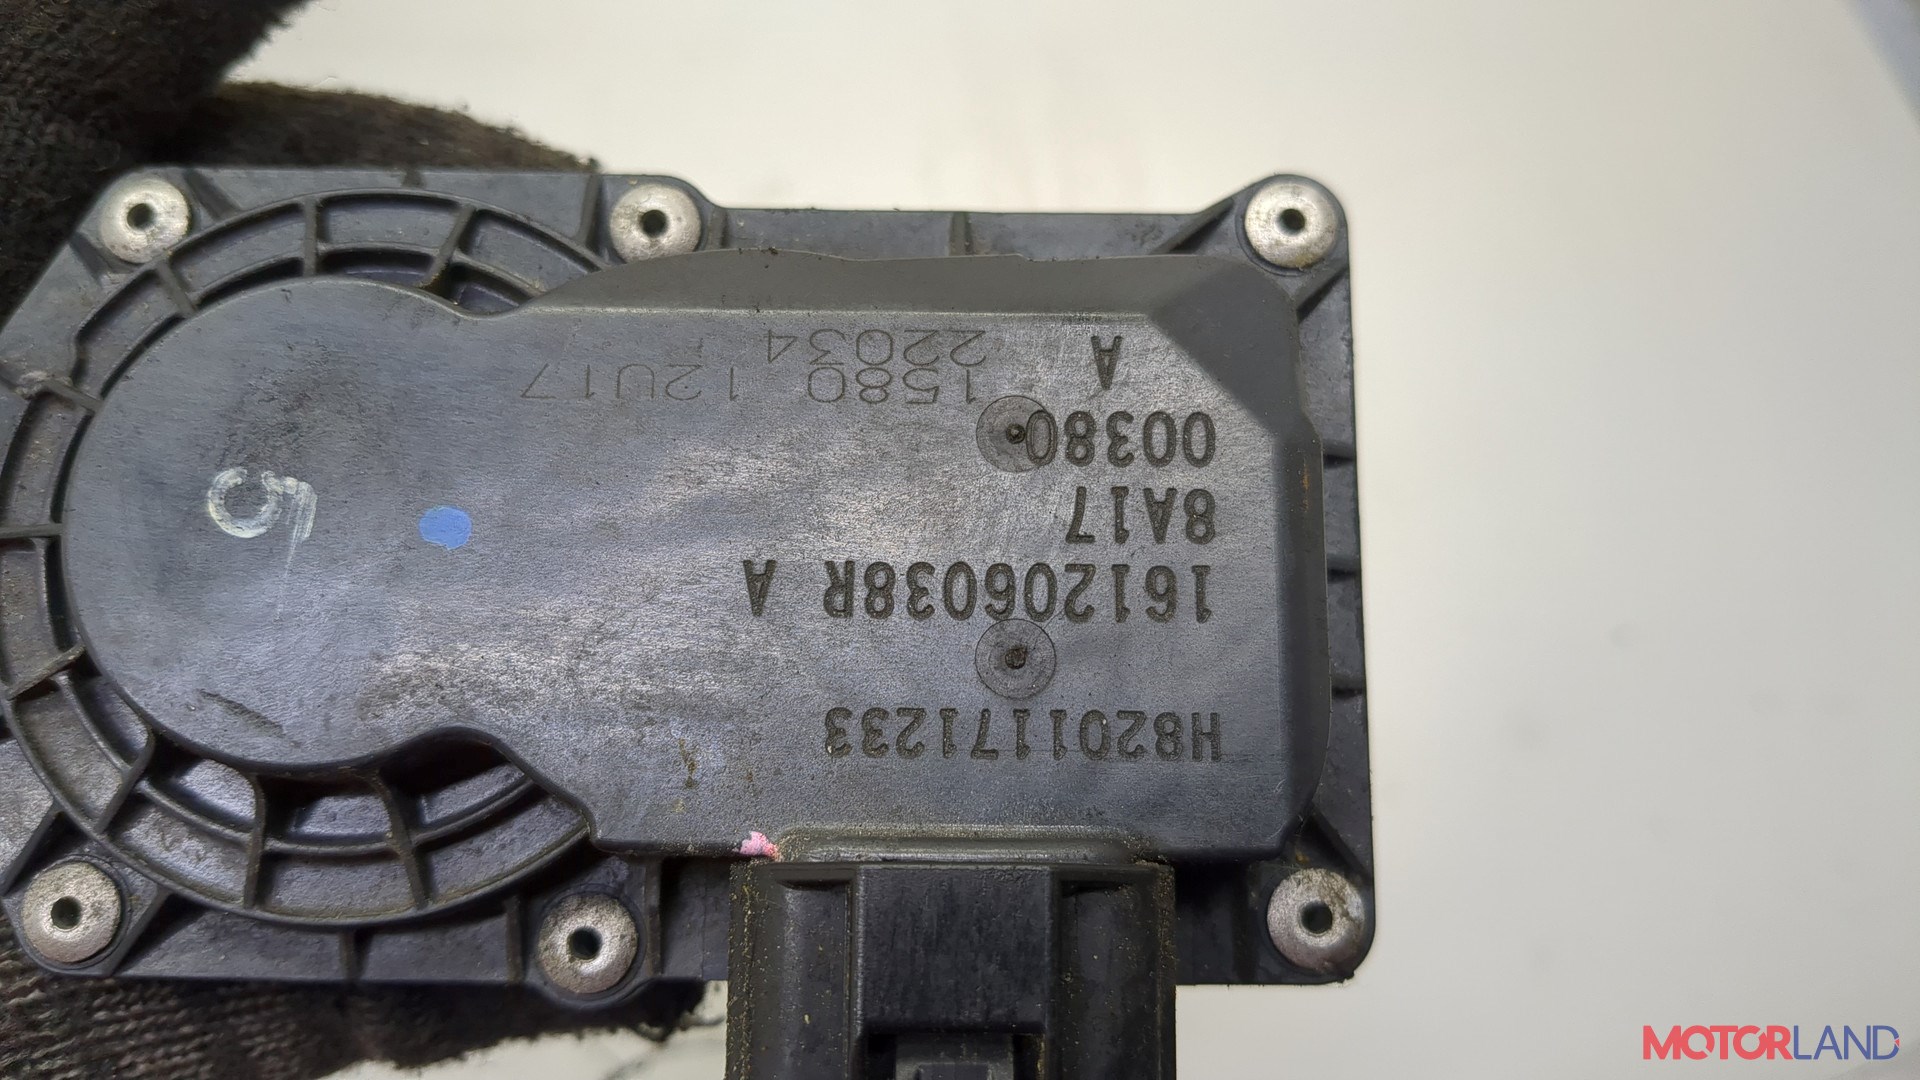 H8201171233
161206038R A
8A17
00380
A
1580 12U17
22034
5
MOTORLAND